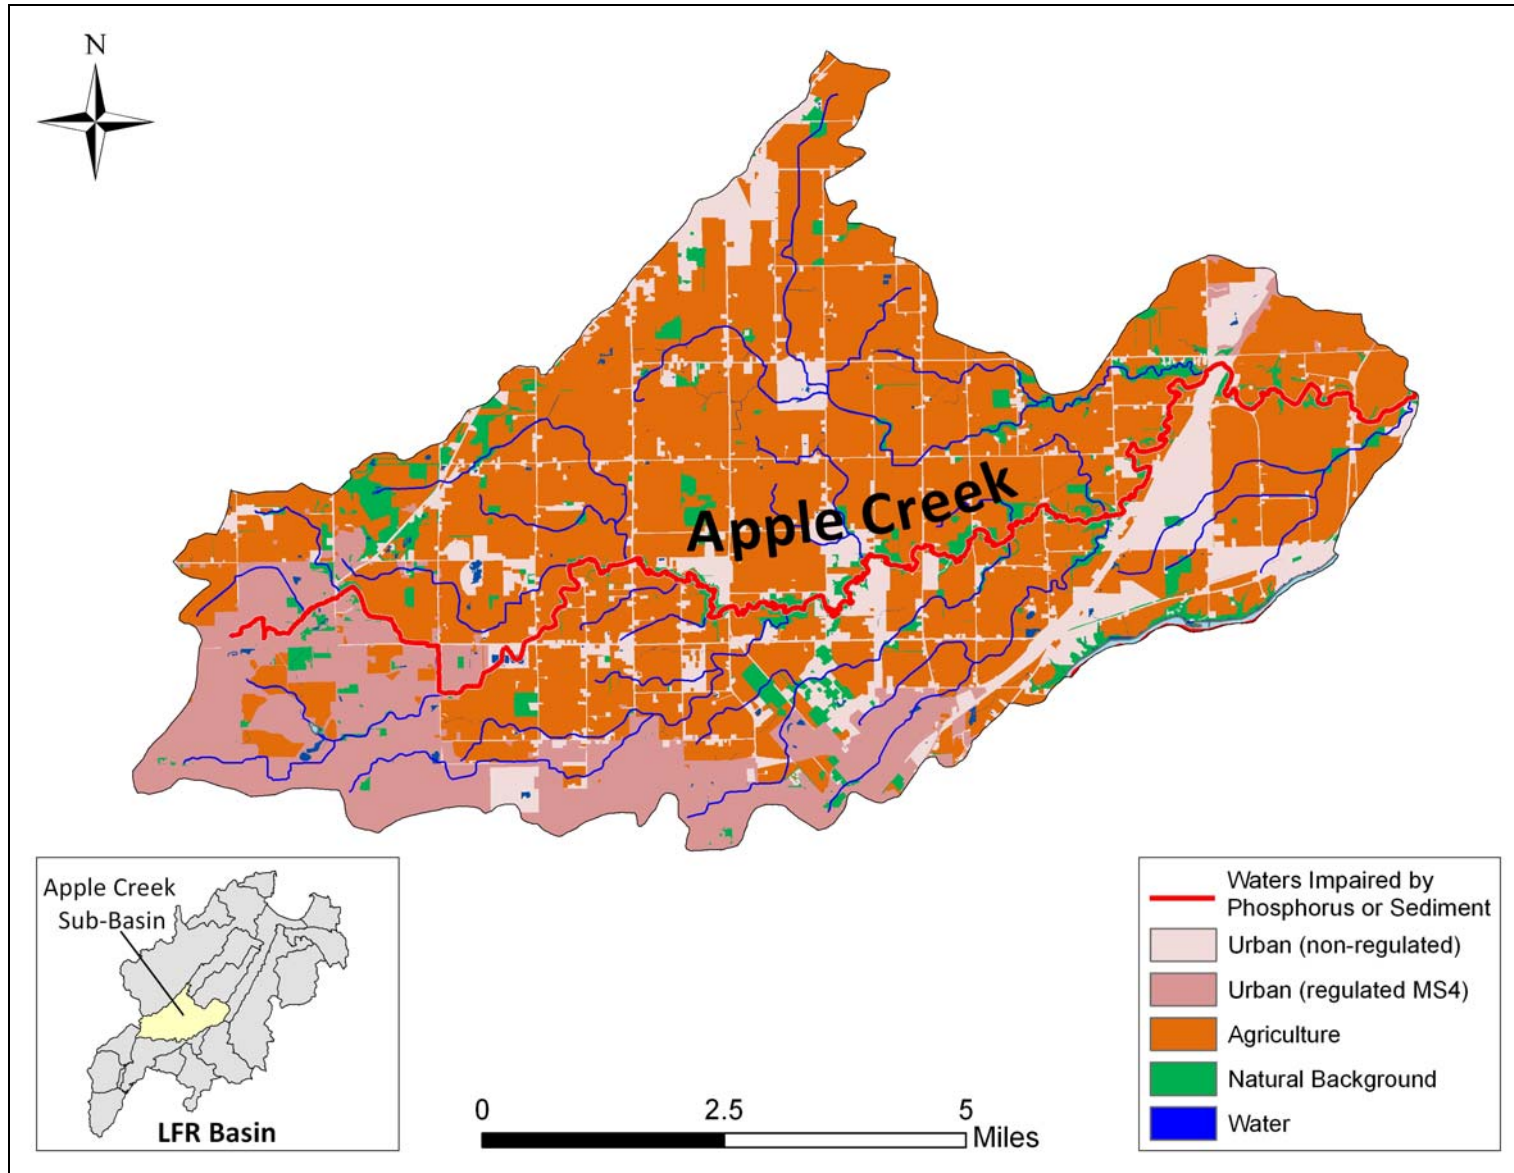 N
Apple Creek
Apple Creek
Sub-Basin
LFR Basin
0 2.5 5
Miles
Waters Impaired by
Phosphorus or Sediment
Urban (non-regulated)
Urban (regulated MS4)
Agriculture
Natural Background
Water